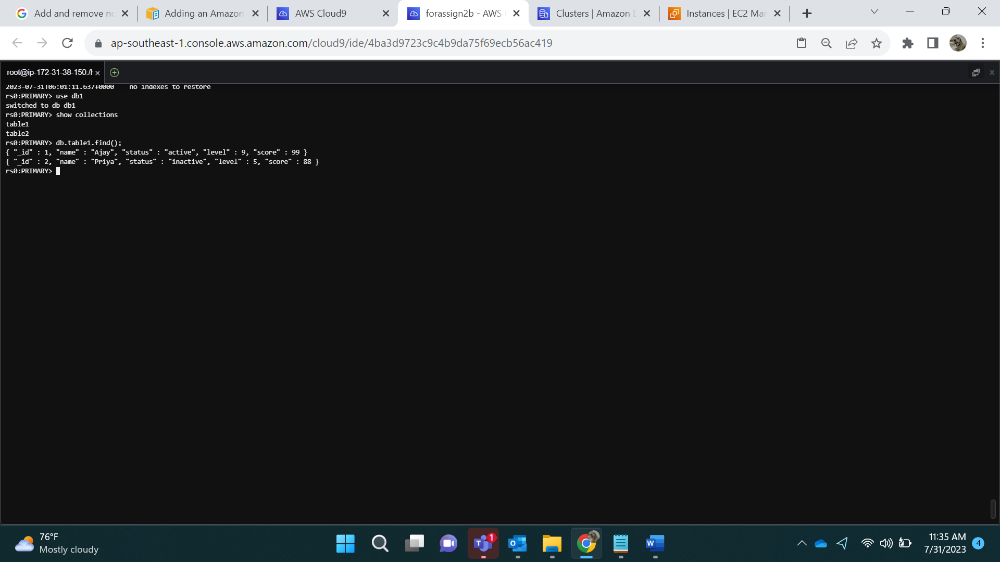 Add and remove no
Adding an Amazon
AWS Cloud9
forassign2b - AWS
Clusters | Amazon D
Instances | EC2 Mar
ap-southeast-1.console.aws.amazon.com/cloud9/ide/4ba3d9723c9c4b9da75f69ecb56ac419
root@ip-172-31-38-150:/h
2023-07-31T06:01:11.637+0000 no indexes to restore
rs0:PRIMARY> use db1
switched to db db1
rs0:PRIMARY> show collections
table1
table2
rs0:PRIMARY> db.table1.find();
{ "_id" : 1, "name" : "Ajay", "status" : "active", "level" : 9, "score" : 99 }
{ "_id" : 2, "name" : "Priya", "status" : "inactive", "level" : 5, "score" : 88 }
rs0:PRIMARY>
76°F
Mostly cloudy
1
11:35 AM
7/31/2023
4